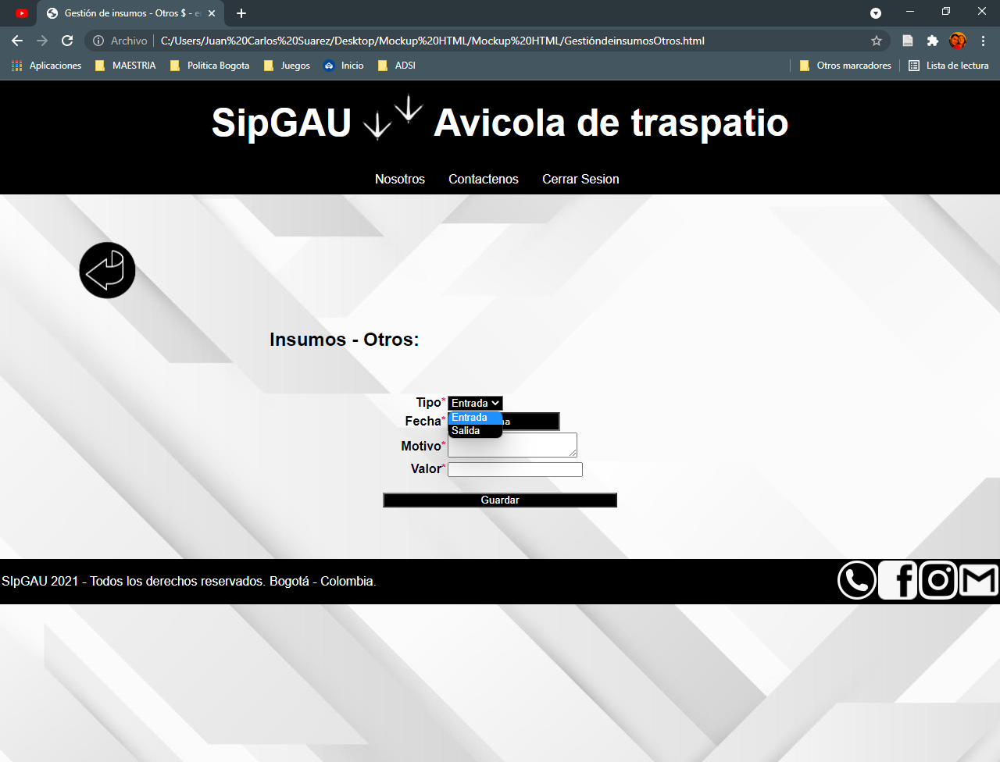 Gestión de insumos - Otros $ - e
Archivo C:/Users/Juan%20Carlos%20Suarez/Desktop/Mockup%20HTML/Mockup%20HTML/GestióndeinsumosOtros.html
Aplicaciones MAESTRIA Politica Bogota Juegos Inicio ADSI Otros marcadores Lista de lectura
SipGAU Avicola de traspatio
Nosotros Contactenos Cerrar Sesion
Insumos - Otros:
Tipo* Entrada
Entrada
Fecha*
Salida
Motivo*
Valor*
Guardar
SIpGAU 2021 - Todos los derechos reservados. Bogotá - Colombia.